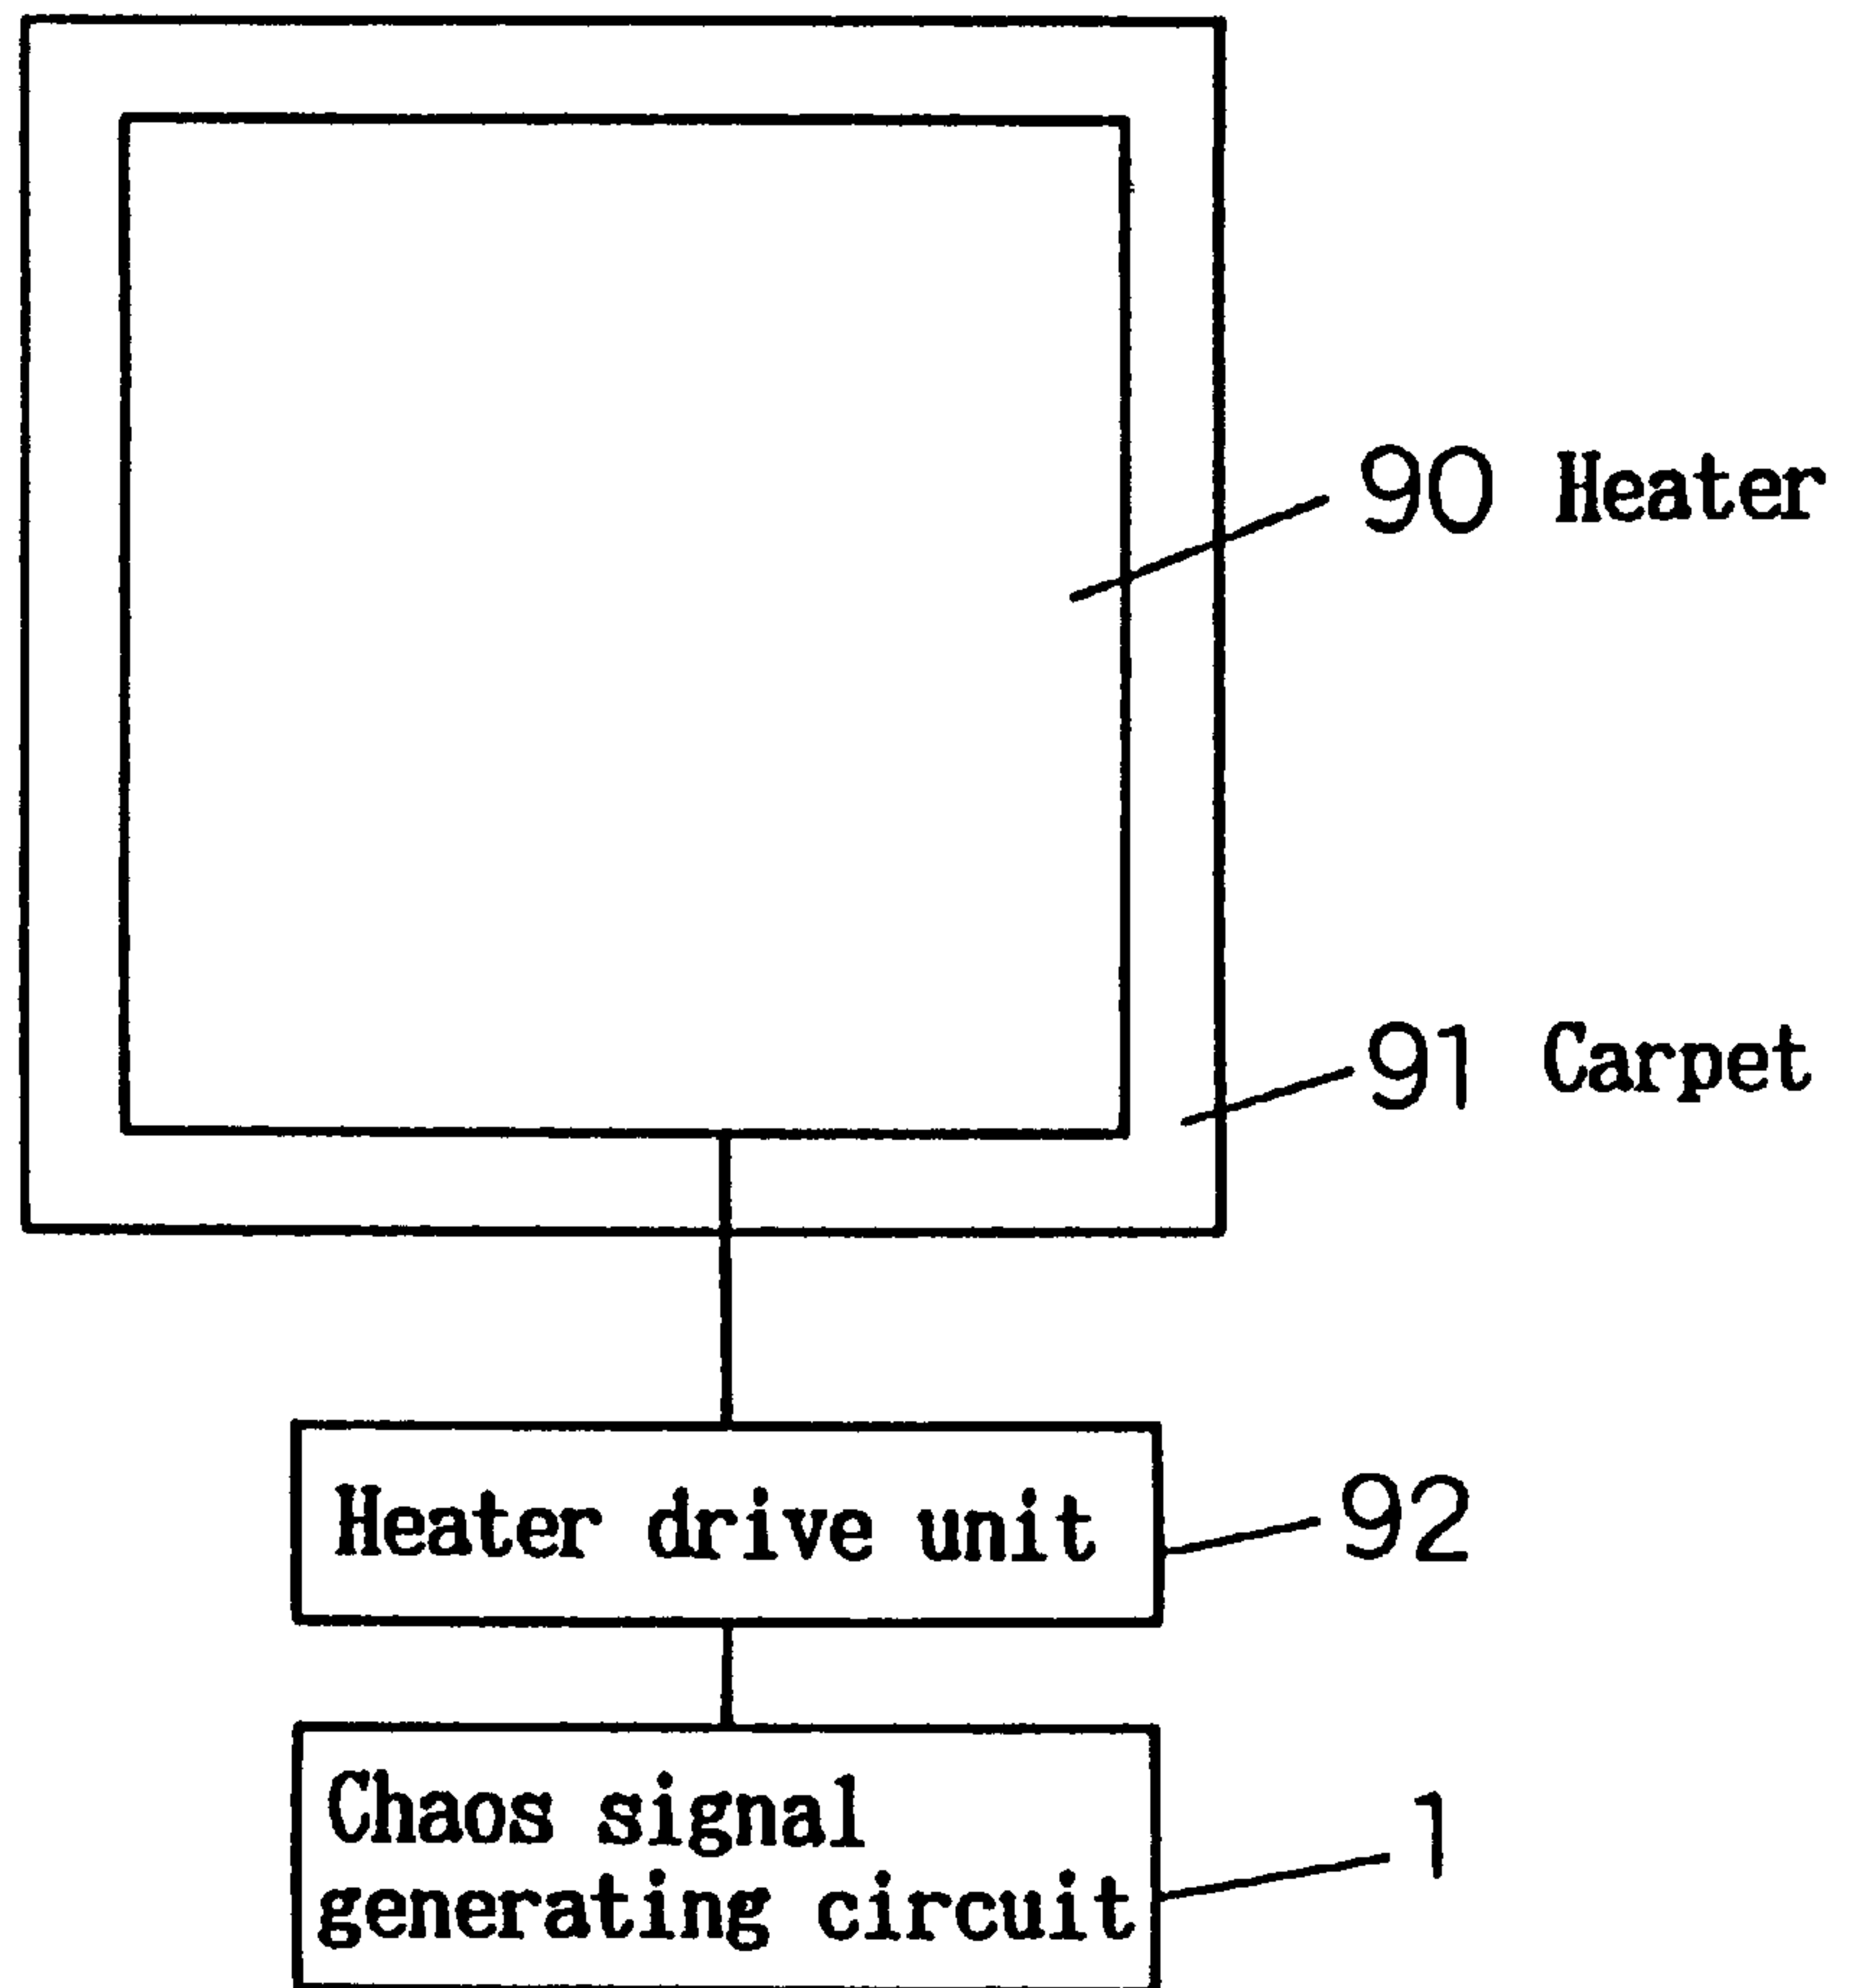 90 Heater
91 Carpet
Heater drive unit 92
Chaos signal
generating circuit
1